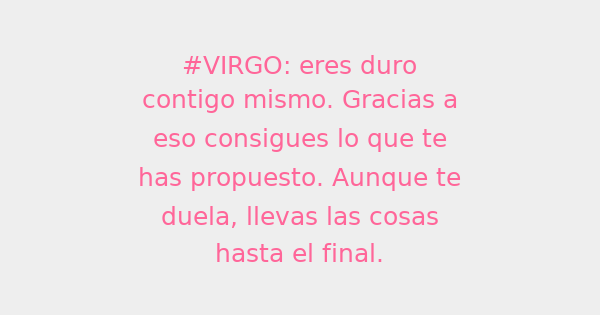 #VIRGO: eres duro
contigo mismo. Gracias a
eso consigues lo que te
has propuesto. Aunque te
duela, llevas las cosas
hasta el final.